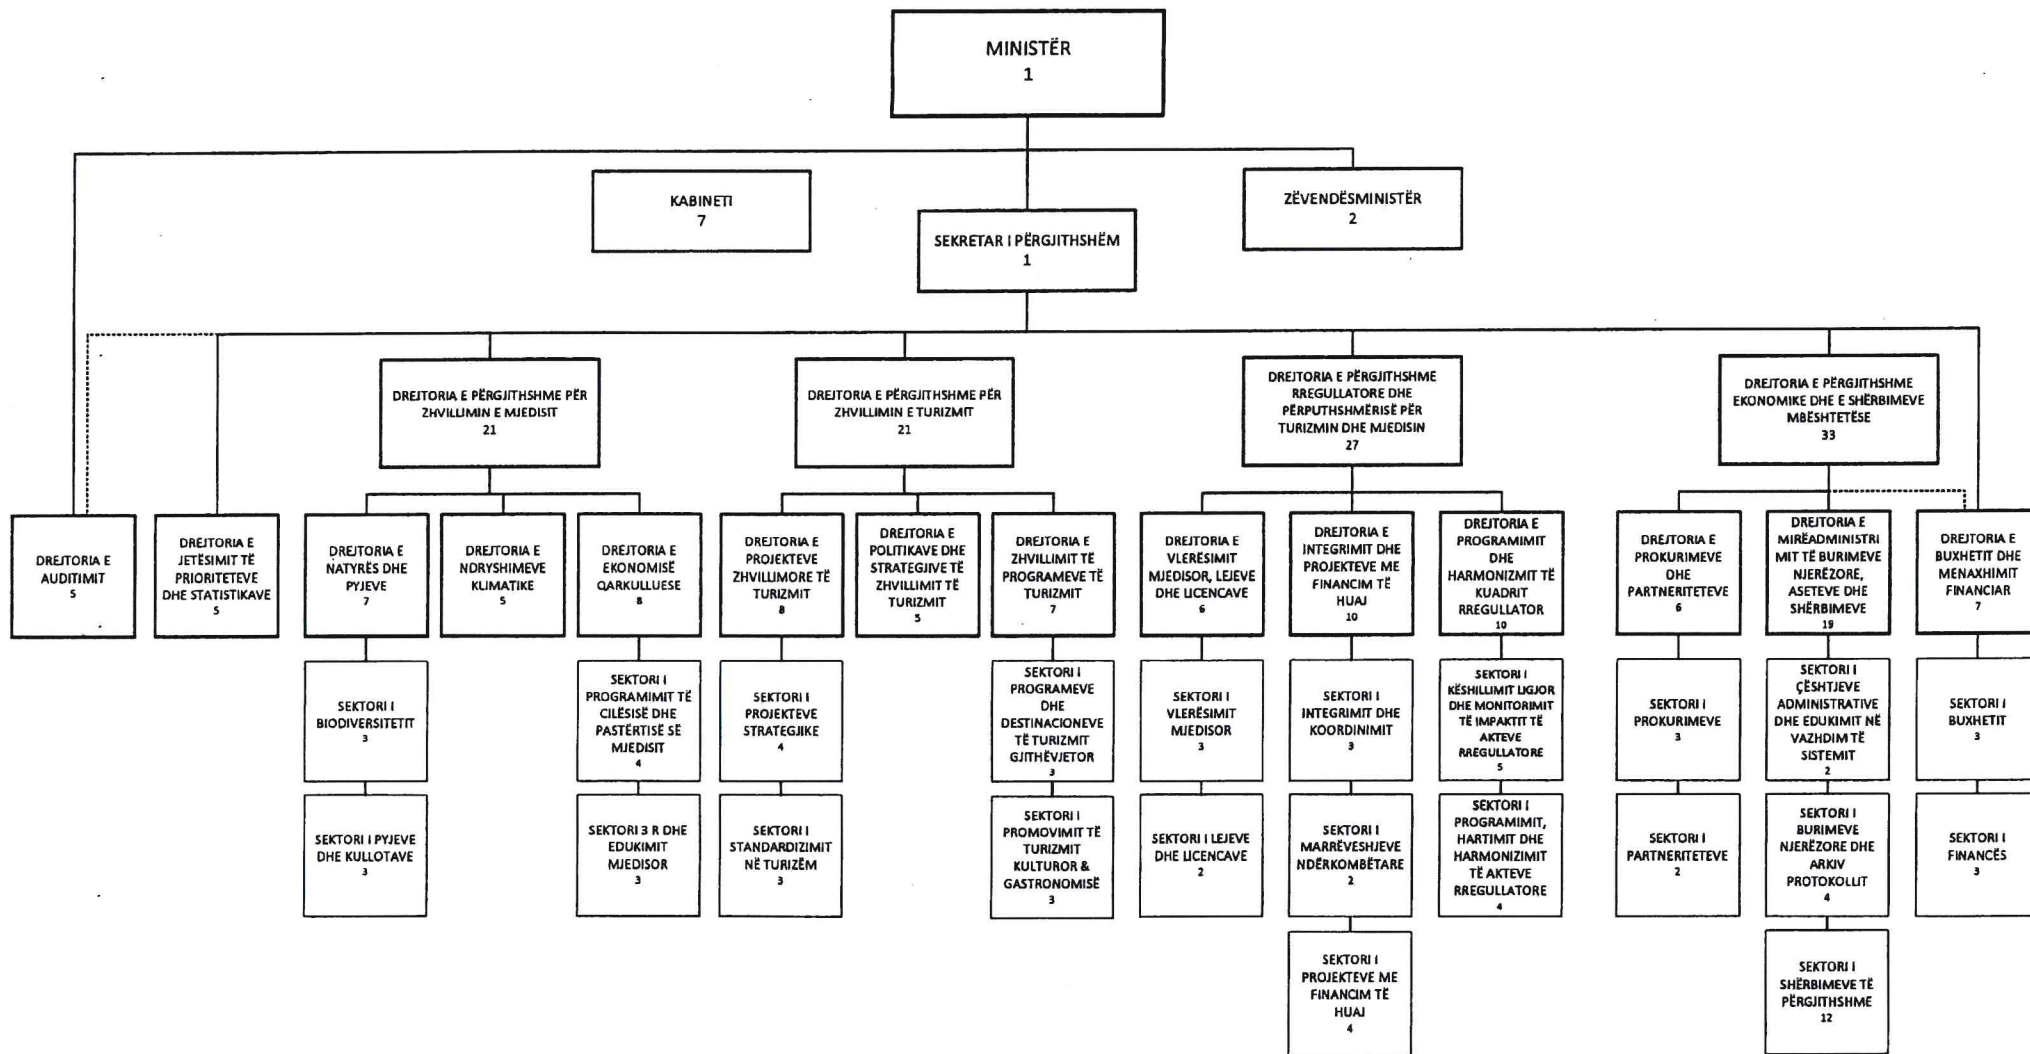 MINISTËR
1
KABINETI
7
ZËVENDËSMINISTËR
2
SEKRETAR I PËRGJITHSHËM
1
DREJTORIA E PËRGJITHSHME PËR
ZHVILLIMIN E MJEDISIT
21
DREJTORIA E PËRGJITHSHME PËR
ZHVILLIMIN E TURIZMIT
21
DREJTORIA E PËRGJITHSHME
RREGULLATORE DHE
PËRPUTHSHMËRISË PËR
TURIZMIN DHE MJEDISIN
27
DREJTORIA E PËRGJITHSHME
EKONOMIKE DHE E SHËRBIMEVE
MBËSHTETËSE
33
DREJTORIA E
AUDITIMIT
5
DREJTORIA E
JETËSIMIT TË
PRIORITETEVE
DHE STATISTIKAVE
5
DREJTORIA E
NATYRËS DHE
PYJEVE
7
DREJTORIA E
NDRYSHIMEVE
KLIMATIKE
5
DREJTORIA E
EKONOMISË
QARKULLUESE
8
DREJTORIA E
PROJEKTEVE
ZHVILLIMORE TË
TURIZMIT
8
DREJTORIA E
POLITIKAVE DHE
STRATEGJIVE TË
ZHVILLIMIT TË
TURIZMIT
5
DREJTORIA E
ZHVILLIMIT TË
PROGRAMEVE TË
TURIZMIT
7
DREJTORIA E
VLERËSIMIT
MJEDISOR, LEJEVE
DHE LICENCAVE
6
DREJTORIA E
INTEGRIMIT DHE
PROJEKTEVE ME
FINANCIM TË
HUAJ
10
DREJTORIA E
PROGRAMIMIT
DHE
HARMONIZMIT TË
KUADRIT
RREGULLATOR
10
DREJTORIA E
PROKURIMEVE
DHE
PARTNERITETEVE
6
DREJTORIA E
MIRËADMINISTRI
MIT TË BURIMEVE
NJERËZORE,
ASETEVE DHE
SHËRBIMEVE
19
DREJTORIA E
BUXHETIT DHE
MENAXHIMIT
FINANCIAR
7
SEKTORI I
BIODIVERSITETIT
3
SEKTORI I
PROGRAMIMIT TË
CILËSISË DHE
PASTËRTISË SË
MJEDISIT
4
SEKTORI I
PROJEKTEVE
STRATEGJIKE
4
SEKTORI I
PROGRAMEVE
DHE
DESTINACIONEVE
TË TURIZMIT
GJITHËVJETOR
3
SEKTORI I
VLERËSIMIT
MJEDISOR
3
SEKTORI I
INTEGRIMIT DHE
KOORDINIMIT
3
SEKTORI I
KËSHILLIMIT LIGJOR
DHE MONITORIMIT
TË IMPAKTIT TË
AKTEVE
RREGULLATORE
5
SEKTORI I
PROKURIMEVE
3
SEKTORI I
ÇËSHTJEVE
ADMINISTRATIVE
DHE EDUKIMIT NË
VAZHDIM TË
SISTEMIT
2
SEKTORI I
BUXHETIT
3
SEKTORI I PYJEVE
DHE KULLOTAVE
3
SEKTORI 3 R DHE
EDUKIMIT
MJEDISOR
3
SEKTORI I
STANDARDIZIMIT
NË TURIZËM
3
SEKTORI I
PROMOVIMIT TË
TURIZMIT
KULTUROR &
GASTRONOMISË
3
SEKTORI I LEJEVE
DHE LICENCAVE
2
SEKTORI I
MARRËVESHJEVE
NDËRKOMBËTARE
2
SEKTORI I
PROGRAMIMIT,
HARTIMIT DHE
HARMONIZIMIT
TË AKTEVE
RREGULLATORE
4
SEKTORI I
PARTNERITETEVE
2
SEKTORI I
BURIMEVE
NJERËZORE DHE
ARKIV
PROTOKOLLIT
4
SEKTORI I
FINANCËS
3
SEKTORI I
PROJEKTEVE ME
FINANCIM TË
HUAJ
4
SEKTORI I
SHËRBIMEVE TË
PËRGJITHSHME
12